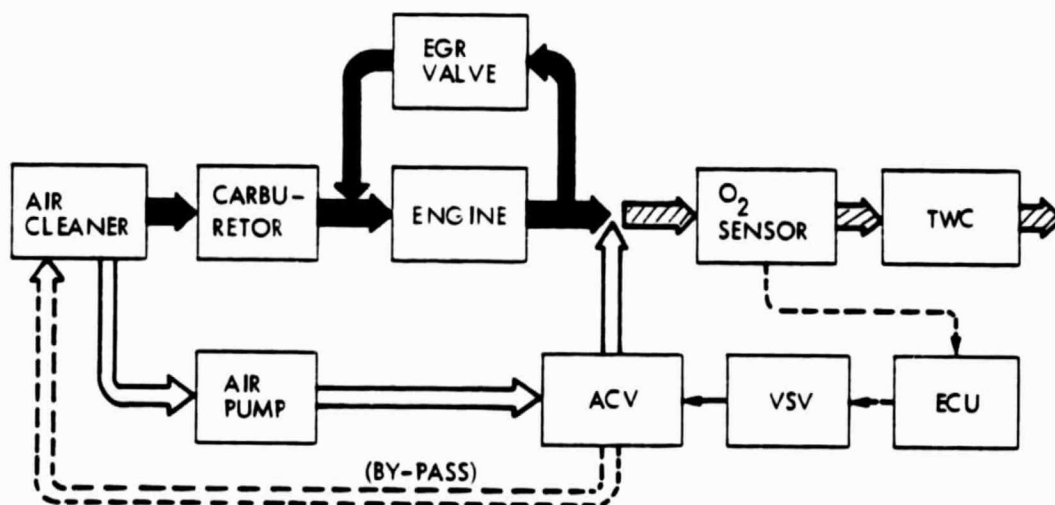 EGR
VALVE
AIR
CLEANER
CARBU-
RETOR
ENGINE
O2
SENSOR
TWC
AIR
PUMP
ACV
VSV
ECU
(BY-PASS)